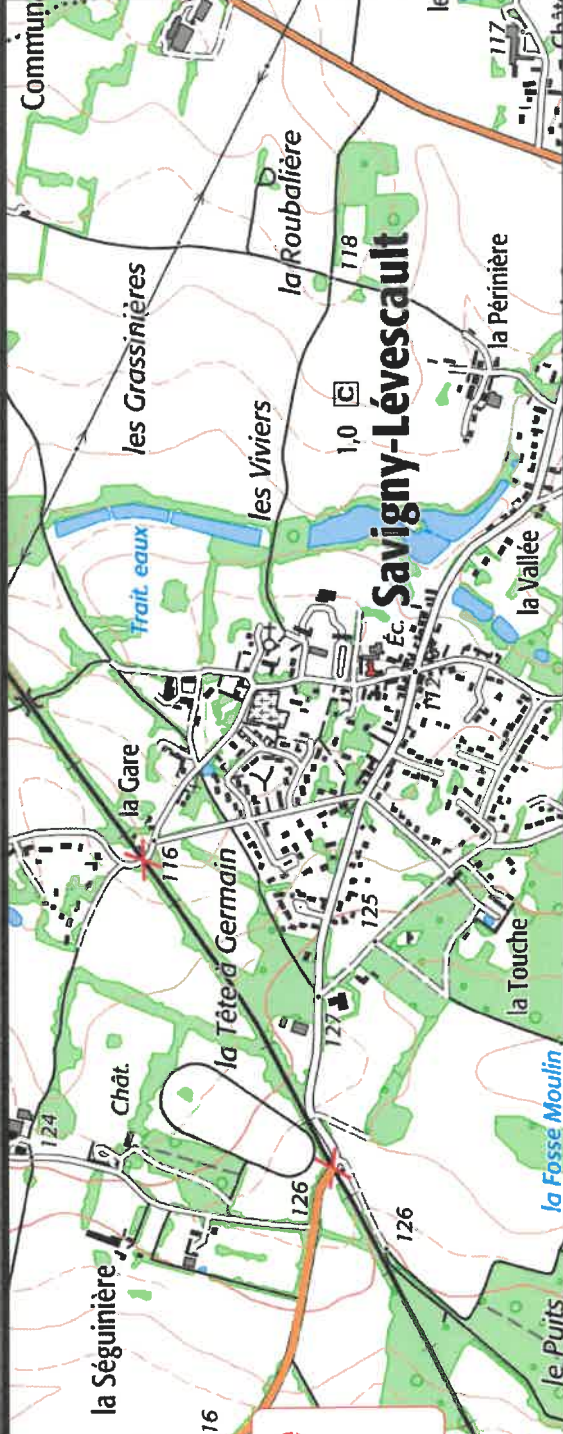 Commun
le
117
Chât
les Grassinières
la Roubalière
118
les Viviers
1,0 C
Savigny-Lévescault
la Périnière
Trait. eaux
Éc.
la Vallée
la Gare
116
la Tête à Germain
125
127
la Touche
124
Chât.
126
126
la Fosse Moulin
la Séguinière
16
le Puits